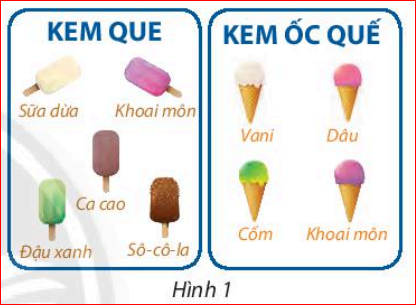 KEM QUE
Sữa dừa
Khoai môn
Ca cao
Đậu xanh
Sô-cô-la
KEM ỐC QUẾ
Vani
Dâu
Cốm
Khoai môn
Hình 1